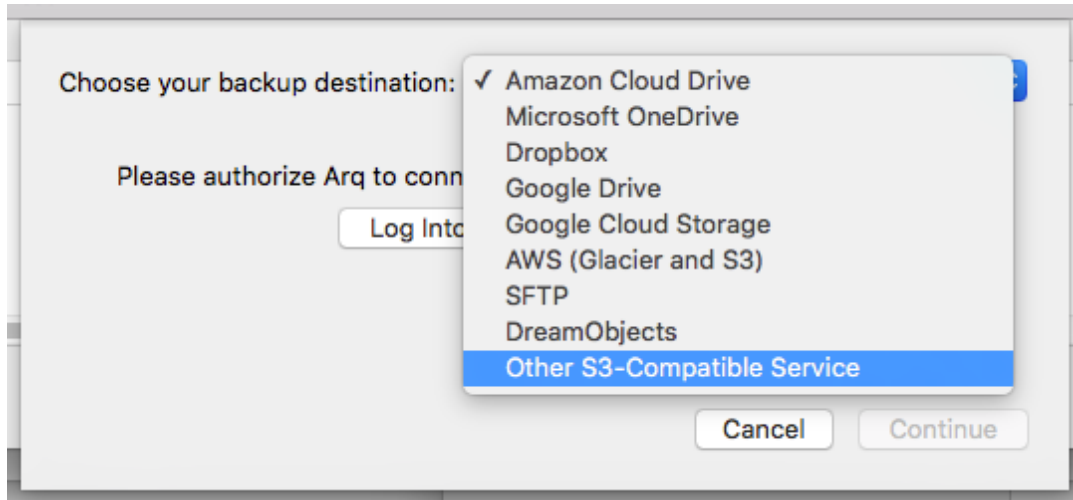 Choose your backup destination:
✓ Amazon Cloud Drive
Microsoft OneDrive
Dropbox
Google Drive
Google Cloud Storage
AWS (Glacier and S3)
SFTP
DreamObjects
Other S3-Compatible Service
Please authorize Arq to conn
Log Into
Cancel
Continue